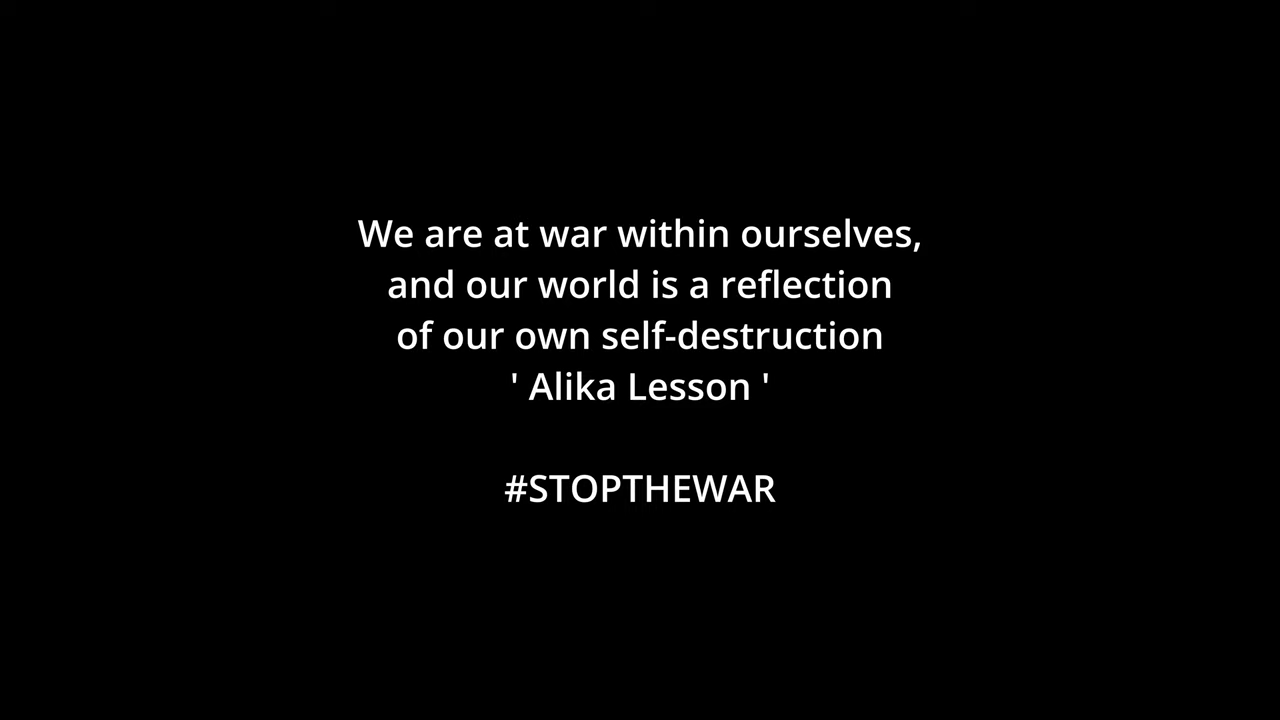 We are at war within ourselves,
and our world is a reflection
of our own self-destruction
' Alika Lesson '
#STOPTHEWAR